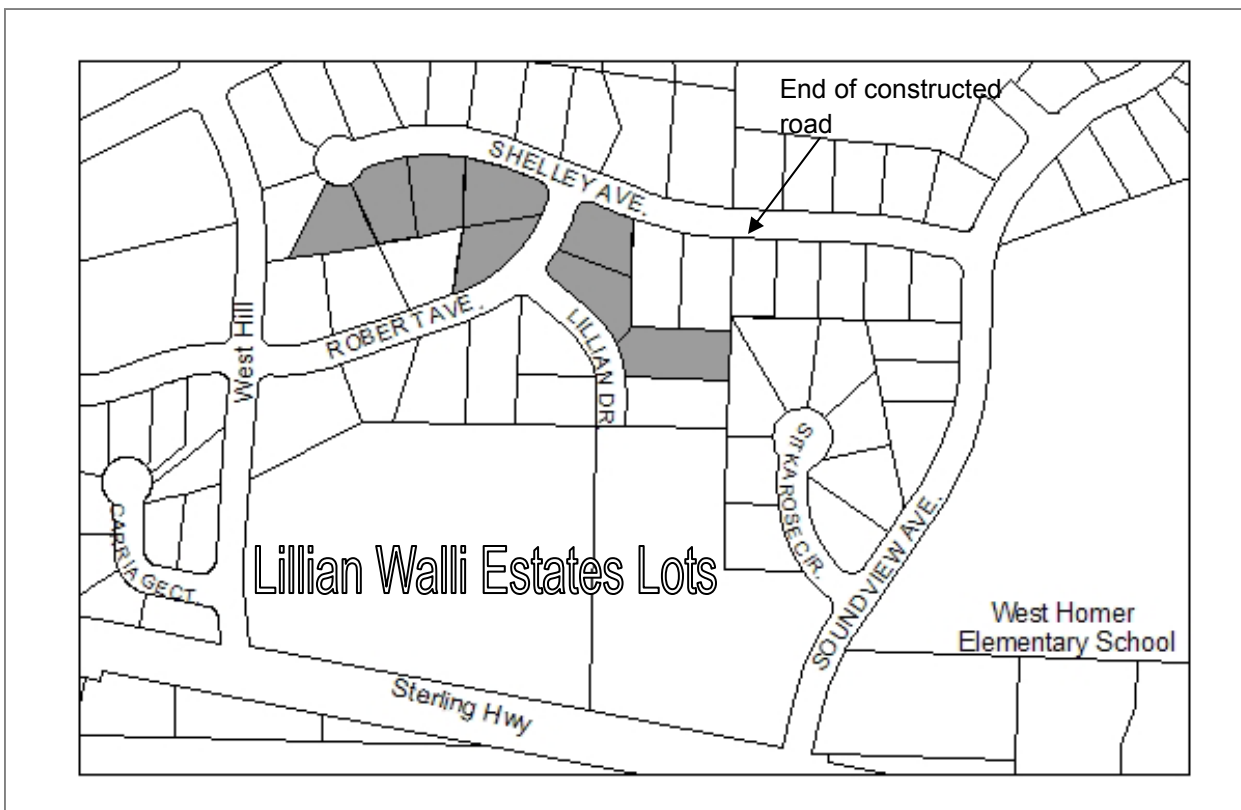 End of constructed
road
SHELLEY AVE.
West Hill
ROBERT AVE.
LILLIAN DR
SITKA ROSE CIR.
CARRIAGE CT.
SOUNDVIEW AVE.
Lillian Walli Estates Lots
West Homer
Elementary School
Sterling Hwy